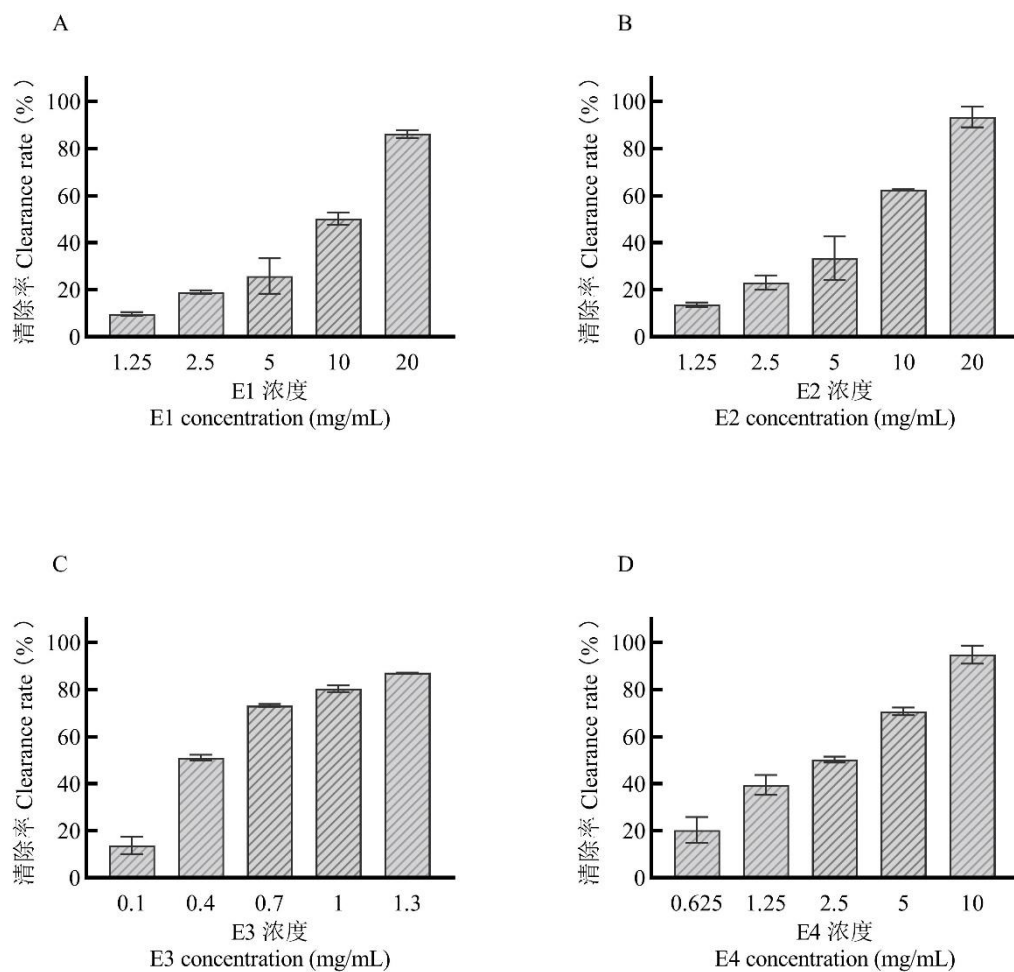 A
清除率 Clearance rate（%）
100
80
60
40
20
0
1.25 2.5 5 10 20
E1 浓度
E1 concentration (mg/mL)
B
清除率 Clearance rate（%）
100
80
60
40
20
0
1.25 2.5 5 10 20
E2 浓度
E2 concentration (mg/mL)
C
清除率 Clearance rate（%）
100
80
60
40
20
0
0.1 0.4 0.7 1 1.3
E3 浓度
E3 concentration (mg/mL)
D
清除率 Clearance rate（%）
100
80
60
40
20
0
0.625 1.25 2.5 5 10
E4 浓度
E4 concentration (mg/mL)